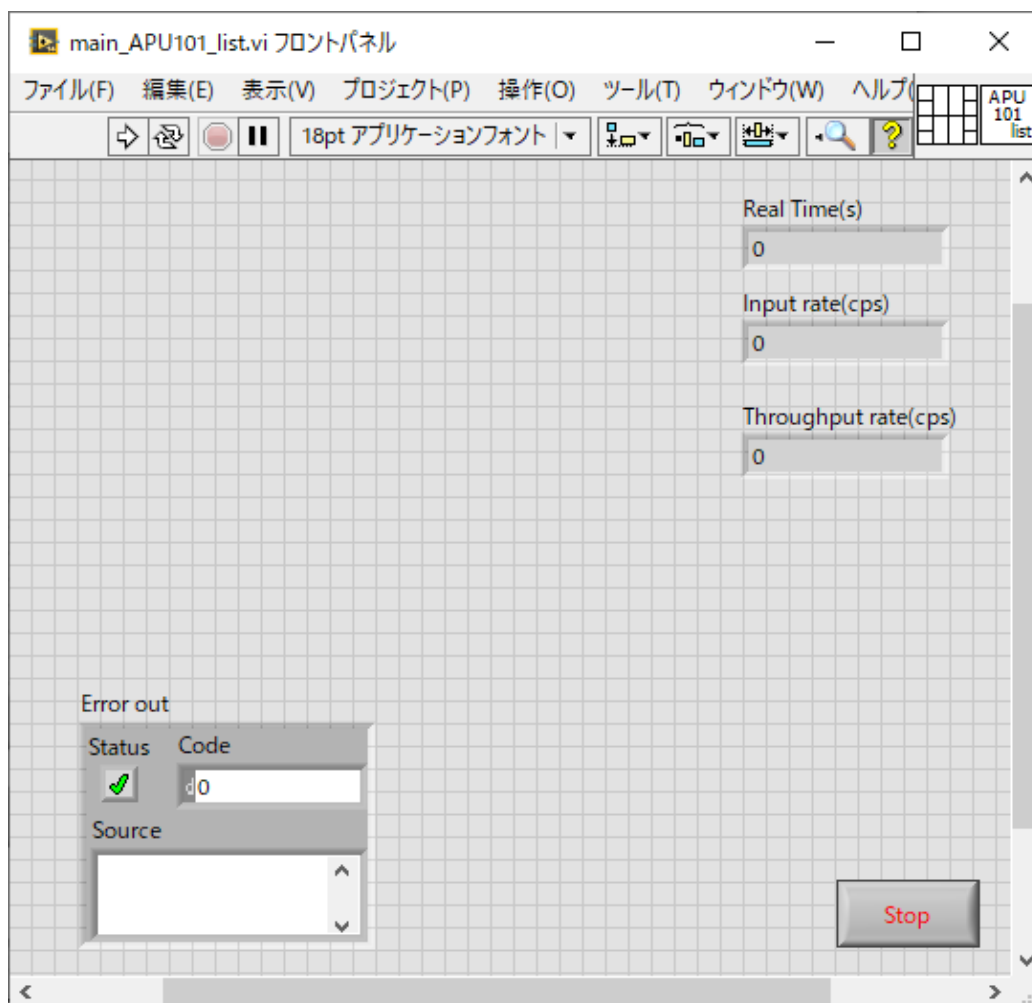 main_APU101_list.vi フロントパネル
ファイル(F) 編集(E) 表示(V) プロジェクト(P) 操作(O) ツール(T) ウィンドウ(W) ヘルプ(
APU
101
list
18pt アプリケーションフォント
Real Time(s)
0
Input rate(cps)
0
Throughput rate(cps)
0
Error out
Status Code
d 0
Source
Stop